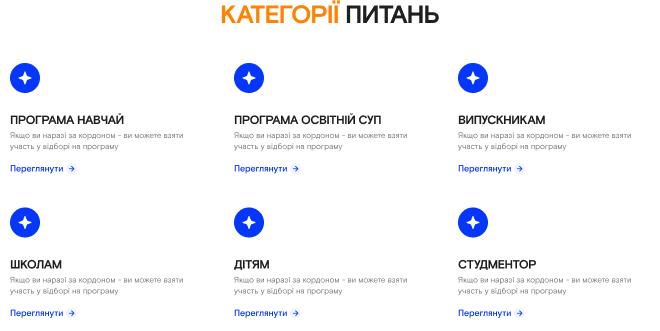 КАТЕГОРІЇ ПИТАНЬ
ПРОГРАМА НАВЧАЙ
Якщо ви наразі за кордоном - ви можете взяти
участь у відборі на програму
Переглянути →
ПРОГРАМА ОСВІТНІЙ СУП
Якщо ви наразі за кордоном - ви можете взяти
участь у відборі на програму
Переглянути →
ВИПУСКНИКАМ
Якщо ви наразі за кордоном - ви можете взяти
участь у відборі на програму
Переглянути →
ШКОЛАМ
Якщо ви наразі за кордоном - ви можете взяти
участь у відборі на програму
Переглянути →
ДІТЯМ
Якщо ви наразі за кордоном - ви можете взяти
участь у відборі на програму
Переглянути →
СТУДМЕНТОР
Якщо ви наразі за кордоном - ви можете взяти
участь у відборі на програму
Переглянути →